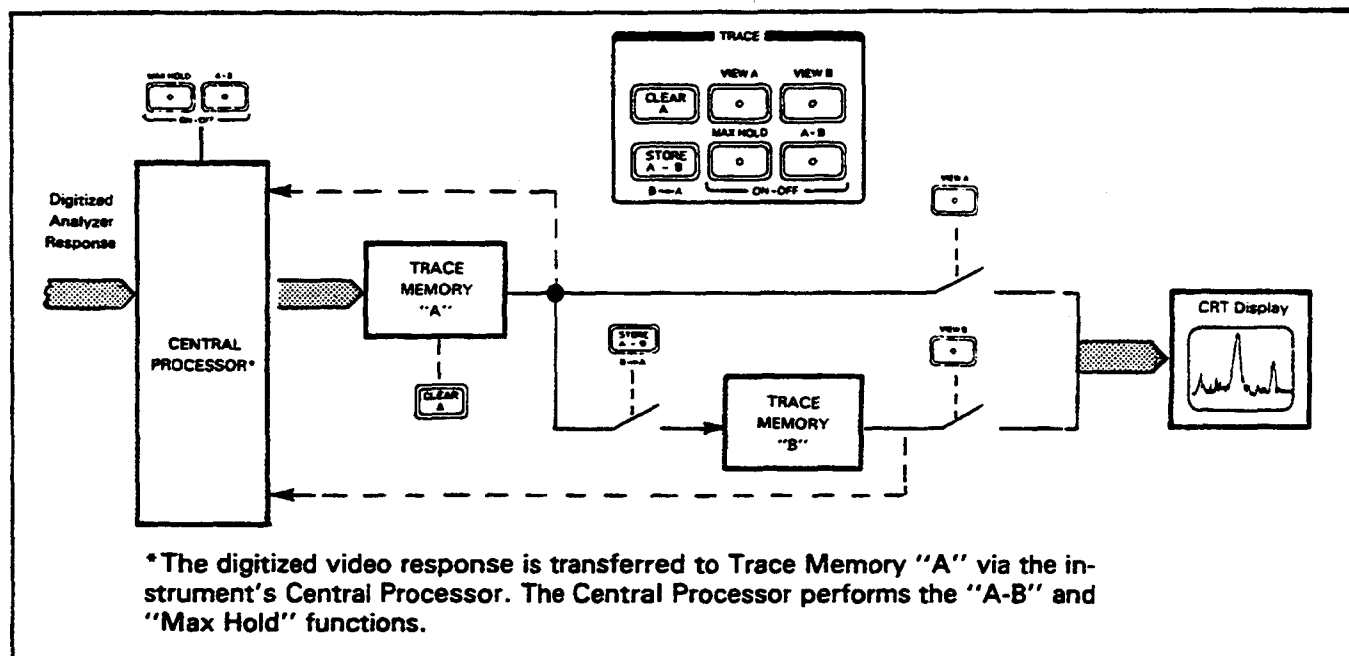 TRACE
MAX HOLD A-B
ON-OFF
VIEW A VIEW B
CLEAR
A
MAX HOLD A-B
STORE
A - B
B → A ON-OFF
Digitized
Analyzer
Response
VIEW A
TRACE
MEMORY
"A"
CRT Display
CENTRAL
PROCESSOR*
STORE
A - B
B → A
VIEW B
CLEAR
A
TRACE
MEMORY
"B"
*The digitized video response is transferred to Trace Memory "A" via the in-
strument's Central Processor. The Central Processor performs the "A-B" and
"Max Hold" functions.